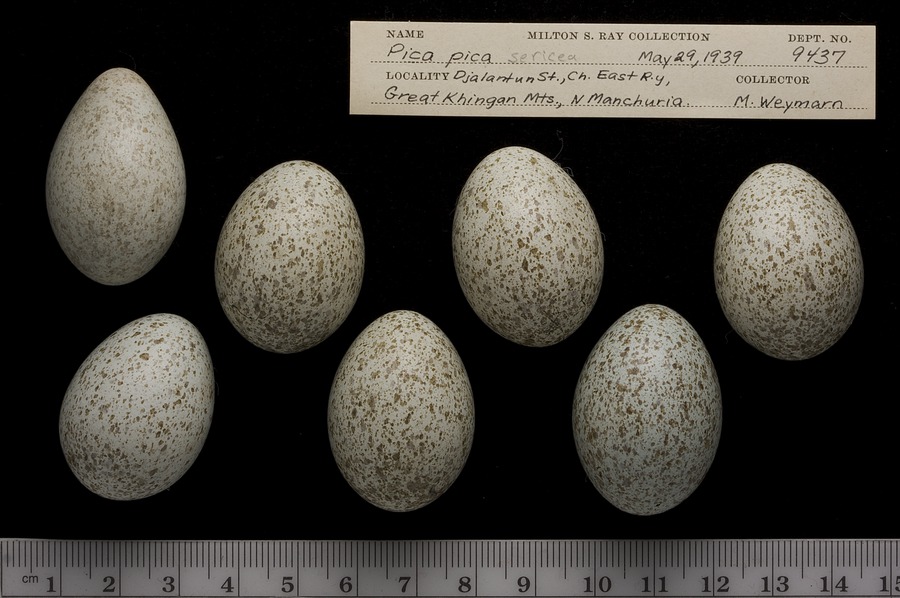 NAME MILTON S. RAY COLLECTION DEPT. NO.
Pica pica sericea May 29, 1939 9437
LOCALITY Djalantun St., Ch. East Ry, COLLECTOR
Great Khingan Mts., N Manchuria. M. Weymarn
cm 1 2 3 4 5 6 7 8 9 10 11 12 13 14 15